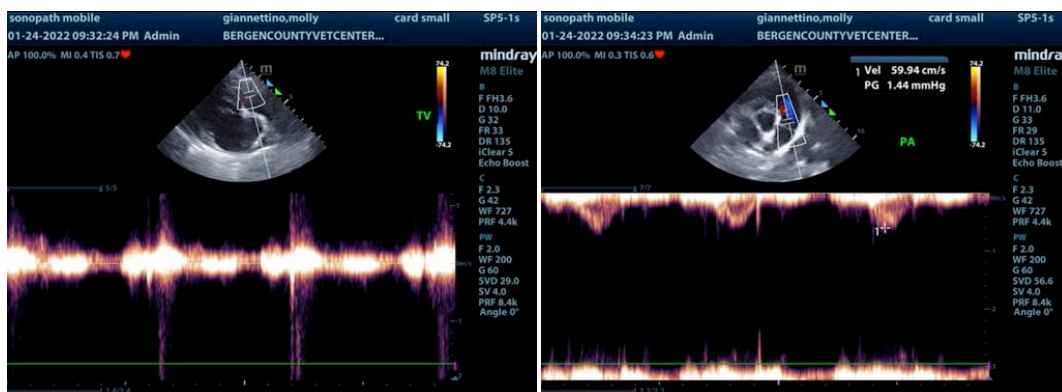 sonopath mobile giannettino,molly card small SP5-1s
01-24-2022 09:32:24 PM Admin BERGENCOUNTYVETCENTER...
AP 100.0% MI 0.4 TIS 0.7
mindray
M8 Elite
74.2
-74.2
TV
B
F FH3.6
D 10.0
G 32
FR 33
DR 135
iClear 5
Echo Boost
C
F 2.3
G 42
WF 727
PRF 4.4k
PW
F 2.0
WF 200
G 60
SVD 29.0
SV 4.0
PRF 8.4k
Angle 0°
5/5
sonopath mobile giannettino,molly card small SP5-1s
01-24-2022 09:34:23 PM Admin BERGENCOUNTYVETCENTER...
AP 100.0% MI 0.3 TIS 0.6
1 Vel 59.94 cm/s
PG 1.44 mmHg
mindra
M8 Elite
74.2
-74.2
PA
B
F FH3.6
D 11.0
G 33
FR 29
DR 135
iClear 5
Echo Boost
C
F 2.3
G 42
WF 727
PRF 4.4k
PW
F 2.0
WF 200
G 60
SVD 56.6
SV 4.0
PRF 8.4k
Angle 0°
7/7
1